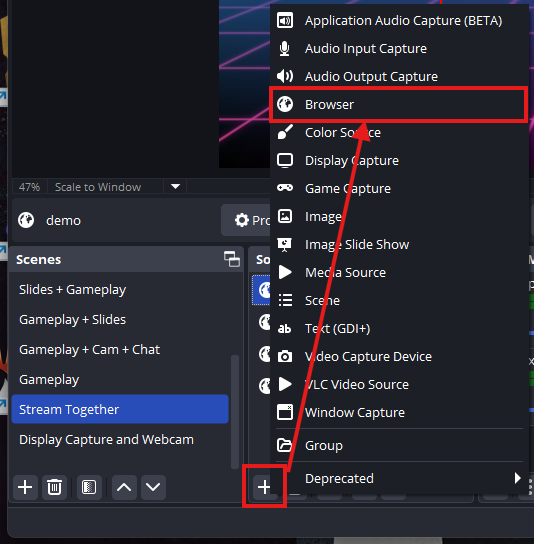 Application Audio Capture (BETA)
Audio Input Capture
Audio Output Capture
Browser
Color Source
Display Capture
Game Capture
Image
Image Slide Show
Media Source
Scene
ab Text (GDI+)
Video Capture Device
VLC Video Source
Window Capture
Group
Deprecated
47% Scale to Window
demo
Scenes
Slides + Gameplay
Gameplay + Slides
Gameplay + Cam + Chat
Gameplay
Stream Together
Display Capture and Webcam